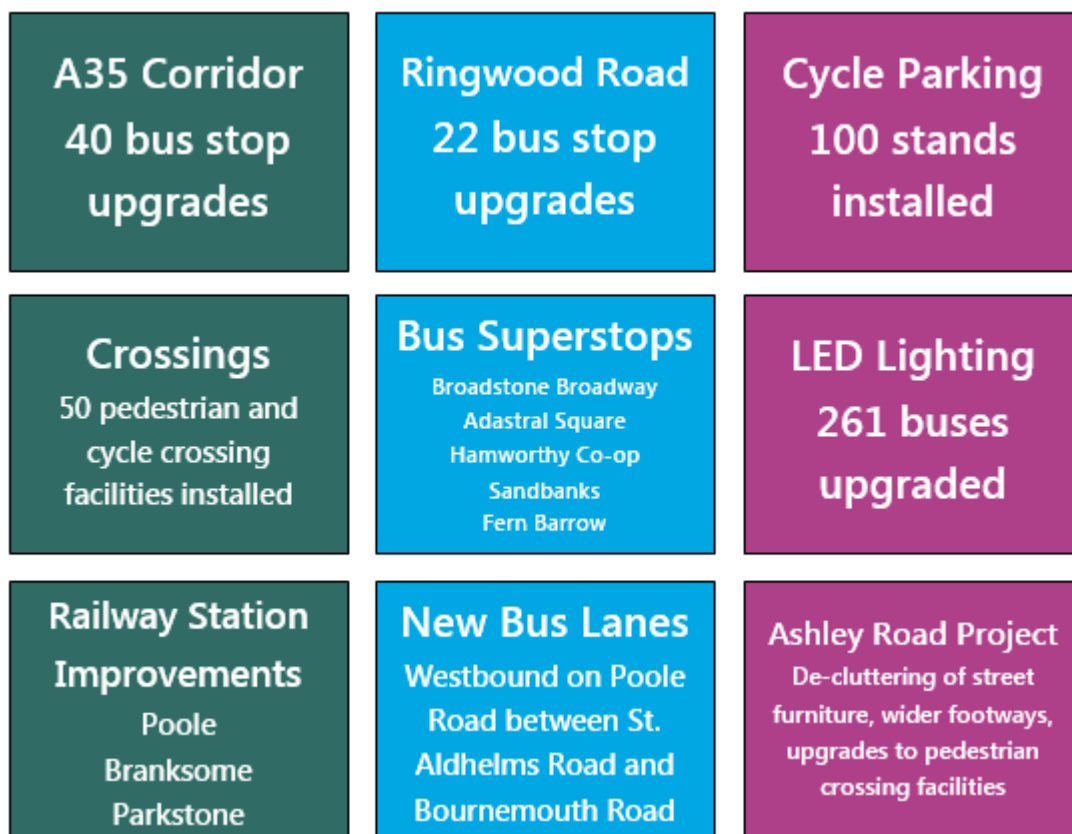 A35 Corridor
40 bus stop
upgrades
Ringwood Road
22 bus stop
upgrades
Cycle Parking
100 stands
installed
Crossings
50 pedestrian and
cycle crossing
facilities installed
Bus Superstops
Broadstone Broadway
Adastral Square
Hamworthy Co-op
Sandbanks
Fern Barrow
LED Lighting
261 buses
upgraded
Railway Station
Improvements
Poole
Branksome
Parkstone
New Bus Lanes
Westbound on Poole
Road between St.
Aldhelms Road and
Bournemouth Road
Ashley Road Project
De-cluttering of street
furniture, wider footways,
upgrades to pedestrian
crossing facilities